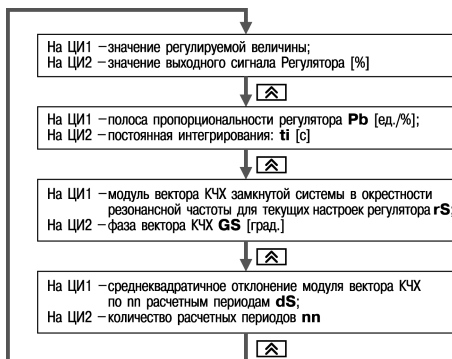 На ЦИ1 – значение регулируемой величины;
На ЦИ2 – значение выходного сигнала Регулятора [%]
На ЦИ1 – полоса пропорциональности регулятора Pb [ед./%];
На ЦИ2 – постоянная интегрирования: ti [с]
На ЦИ1 – модуль вектора КЧХ замкнутой системы в окрестности
резонансной частоты для текущих настроек регулятора rS;
На ЦИ2 – фаза вектора КЧХ GS [град.]
На ЦИ1 – среднеквадратичное отклонение модуля вектора КЧХ
по nn расчетным периодам dS;
На ЦИ2 – количество расчетных периодов nn